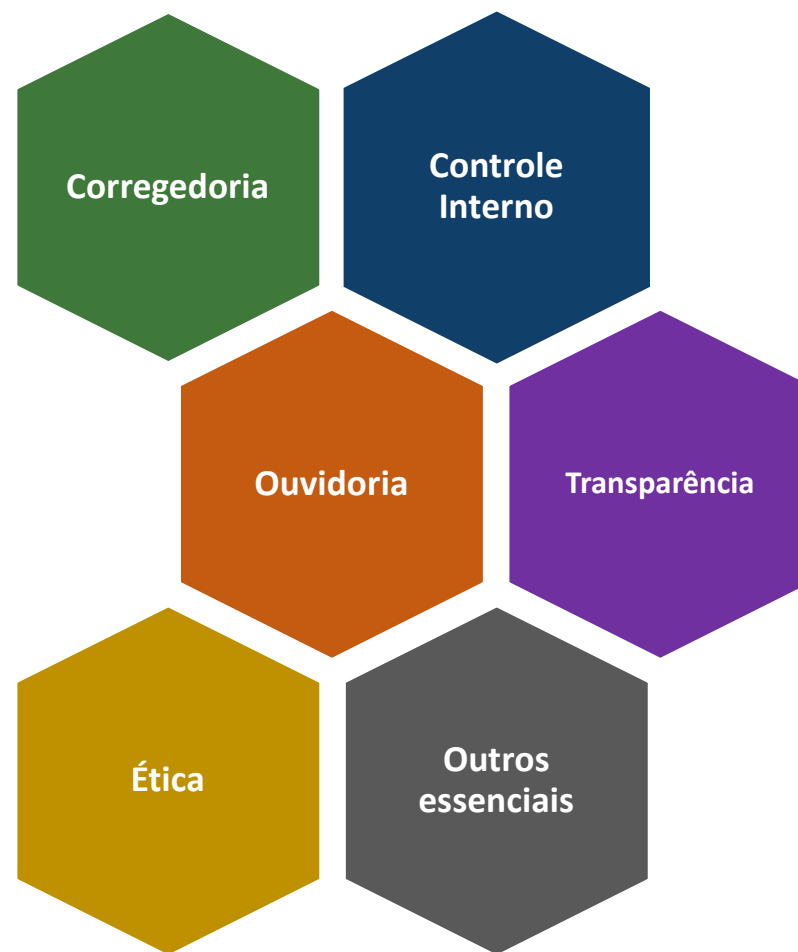 Corregedoria
Controle
Interno
Ouvidoria
Transparência
Ética
Outros
essenciais